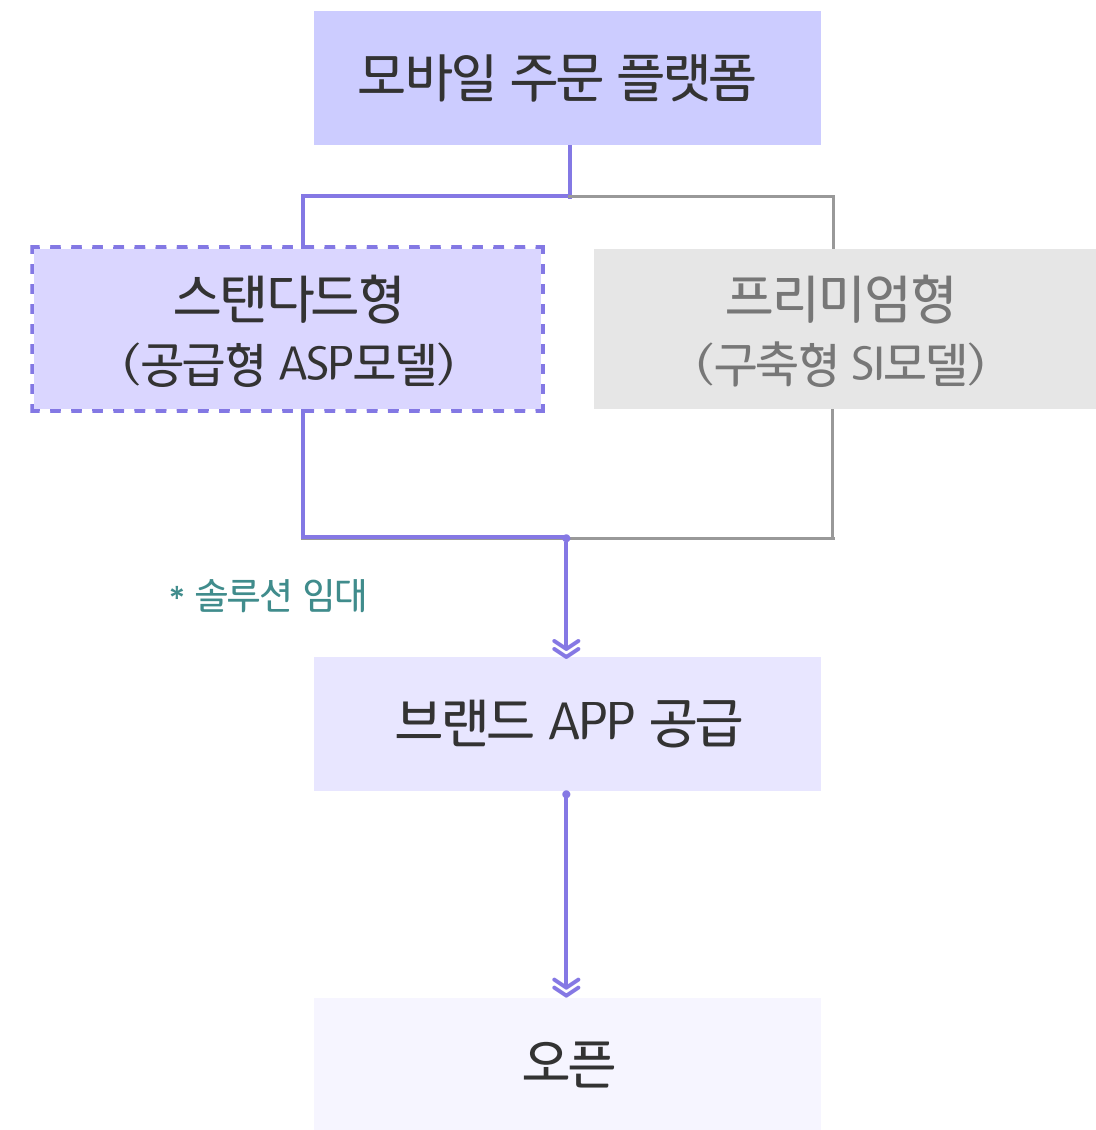 모바일 주문 플랫폼
스탠다드형
(공급형 ASP모델)
프리미엄형
(구축형 SI모델)
* 솔루션 임대
브랜드 APP 공급
오픈